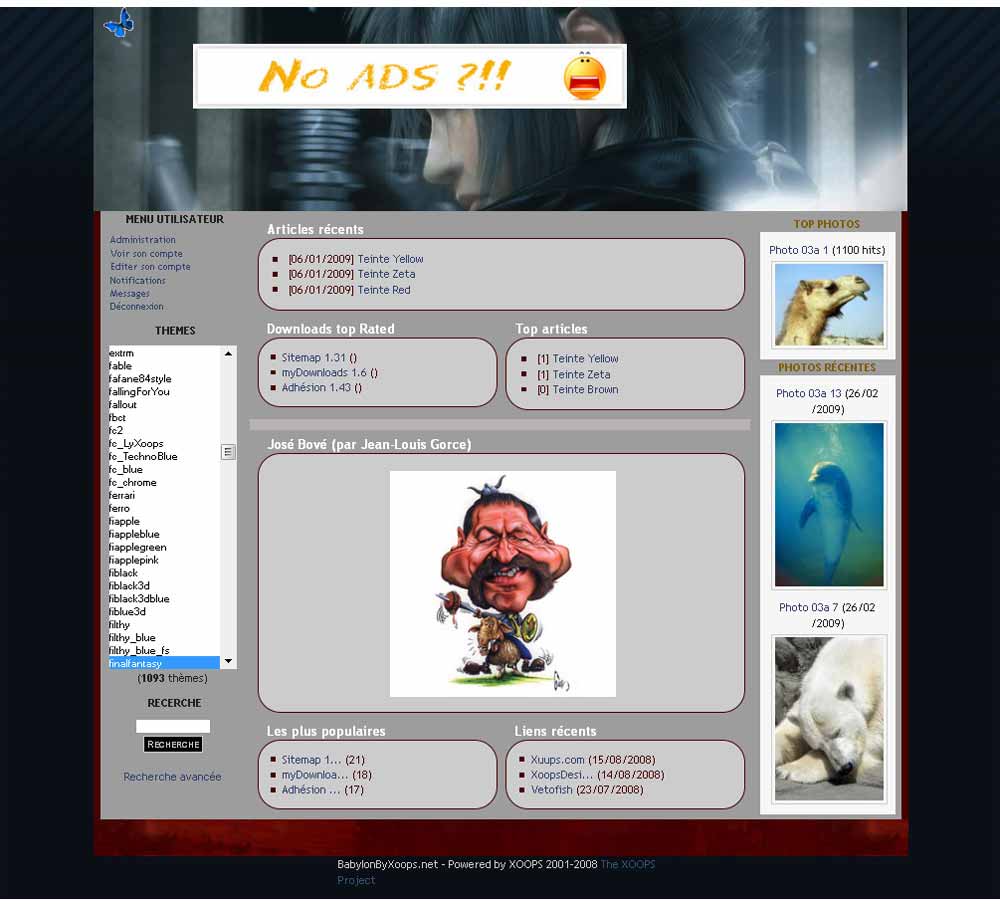 No ADS ?!!
MENU UTILISATEUR
Administration
Voir son compte
Editer son compte
Notifications
Messages
Déconnexion
THEMES
extrm
fable
fafane84style
fallingForYou
fallout
fbct
fc2
fc_LyXoops
fc_TechnoBlue
fc_blue
fc_chrome
ferrari
ferro
fiapple
fiappleblue
fiapplegreen
fiapplepink
fiblack
fiblack3d
fiblack3dblue
fiblue3d
filthy
filthy_blue
filthy_blue_fs
finalfantasy
(1093 thèmes)
RECERCHE
RECHERCHE
Recherche avancée
Articles récents
[06/01/2009] Teinte Yellow
[06/01/2009] Teinte Zeta
[06/01/2009] Teinte Red
Downloads top Rated
Sitemap 1.31 ()
myDownloads 1.6 ()
Adhésion 1.43 ()
Top articles
[1] Teinte Yellow
[1] Teinte Zeta
[0] Teinte Brown
José Bové (par Jean-Louis Gorce)
Les plus populaires
Sitemap 1... (21)
myDownloa... (18)
Adhésion ... (17)
Liens récents
Xuups.com (15/08/2008)
XoopsDesi... (14/08/2008)
Vetofish (23/07/2008)
TOP PHOTOS
Photo 03a 1 (1100 hits)
PHOTOS RÉCENTES
Photo 03a 13 (26/02
/2009)
Photo 03a 7 (26/02
/2009)
BabylonByXoops.net - Powered by XOOPS 2001-2008 The XOOPS
Project